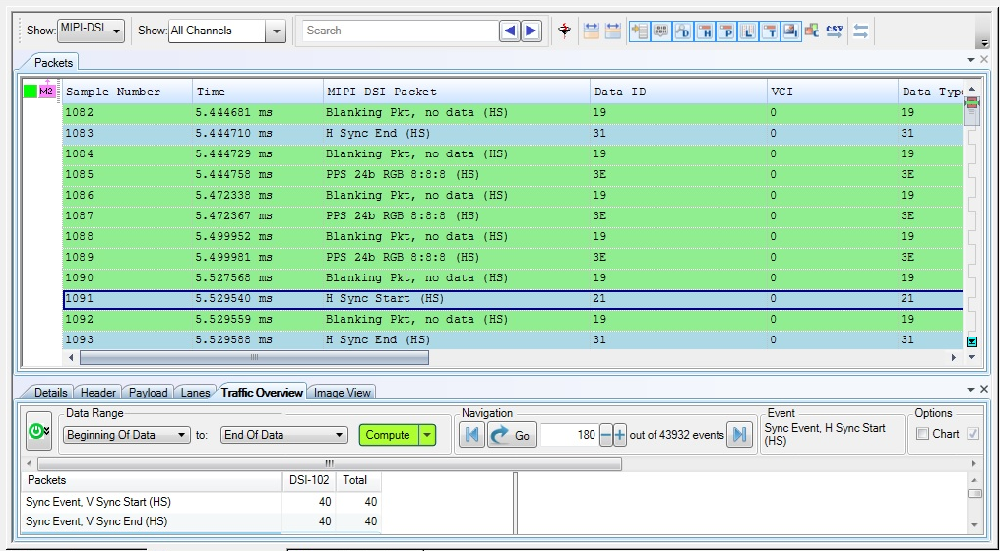 Show: MIPI-DSI Show: All Channels Search CSV
Packets
M2 Sample Number Time MIPI-DSI Packet Data ID VCI Data Type
1082 5.444681 ms Blanking Pkt, no data (HS) 19 0 19
1083 5.444710 ms H Sync End (HS) 31 0 31
1084 5.444729 ms Blanking Pkt, no data (HS) 19 0 19
1085 5.444758 ms PPS 24b RGB 8:8:8 (HS) 3E 0 3E
1086 5.472338 ms Blanking Pkt, no data (HS) 19 0 19
1087 5.472367 ms PPS 24b RGB 8:8:8 (HS) 3E 0 3E
1088 5.499952 ms Blanking Pkt, no data (HS) 19 0 19
1089 5.499981 ms PPS 24b RGB 8:8:8 (HS) 3E 0 3E
1090 5.527568 ms Blanking Pkt, no data (HS) 19 0 19
1091 5.529540 ms H Sync Start (HS) 21 0 21
1092 5.529559 ms Blanking Pkt, no data (HS) 19 0 19
1093 5.529588 ms H Sync End (HS) 31 0 31
Details Header Payload Lanes Traffic Overview Image View
Data Range Navigation Event Options
Beginning Of Data to: End Of Data Compute Go 180 out of 43932 events Sync Event, H Sync Start Chart
(HS)
Packets DSI-102 Total
Sync Event, V Sync Start (HS) 40 40
Sync Event, V Sync End (HS) 40 40